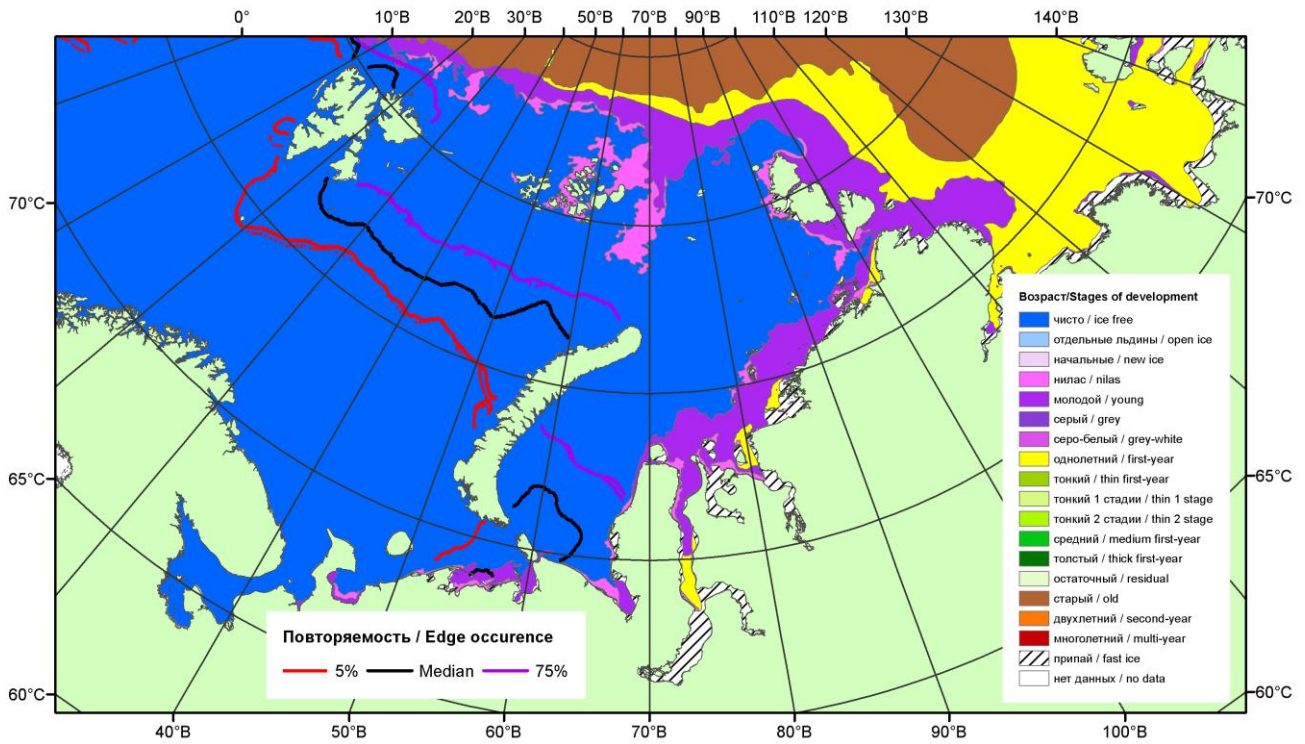 0° 10°В 20°В 30°В 50°В 70°В 90°В 110°В 120°В 130°В 140°В
70°С 70°С
65°С 65°С
60°С 60°С
40°В 50°В 60°В 70°В 80°В 90°В 100°В
Возраст/Stages of development
чисто / ice free
отдельные льдины / open ice
начальные / new ice
нилас / nilas
молодой / young
серый / grey
серо-белый / grey-white
однолетний / first-year
тонкий / thin first-year
тонкий 1 стадии / thin 1 stage
тонкий 2 стадии / thin 2 stage
средний / medium first-year
толстый / thick first-year
остаточный / residual
старый / old
двухлетний / second-year
многолетний / multi-year
припай / fast ice
нет данных / no data
Повторяемость / Edge occurence
5% Median 75%